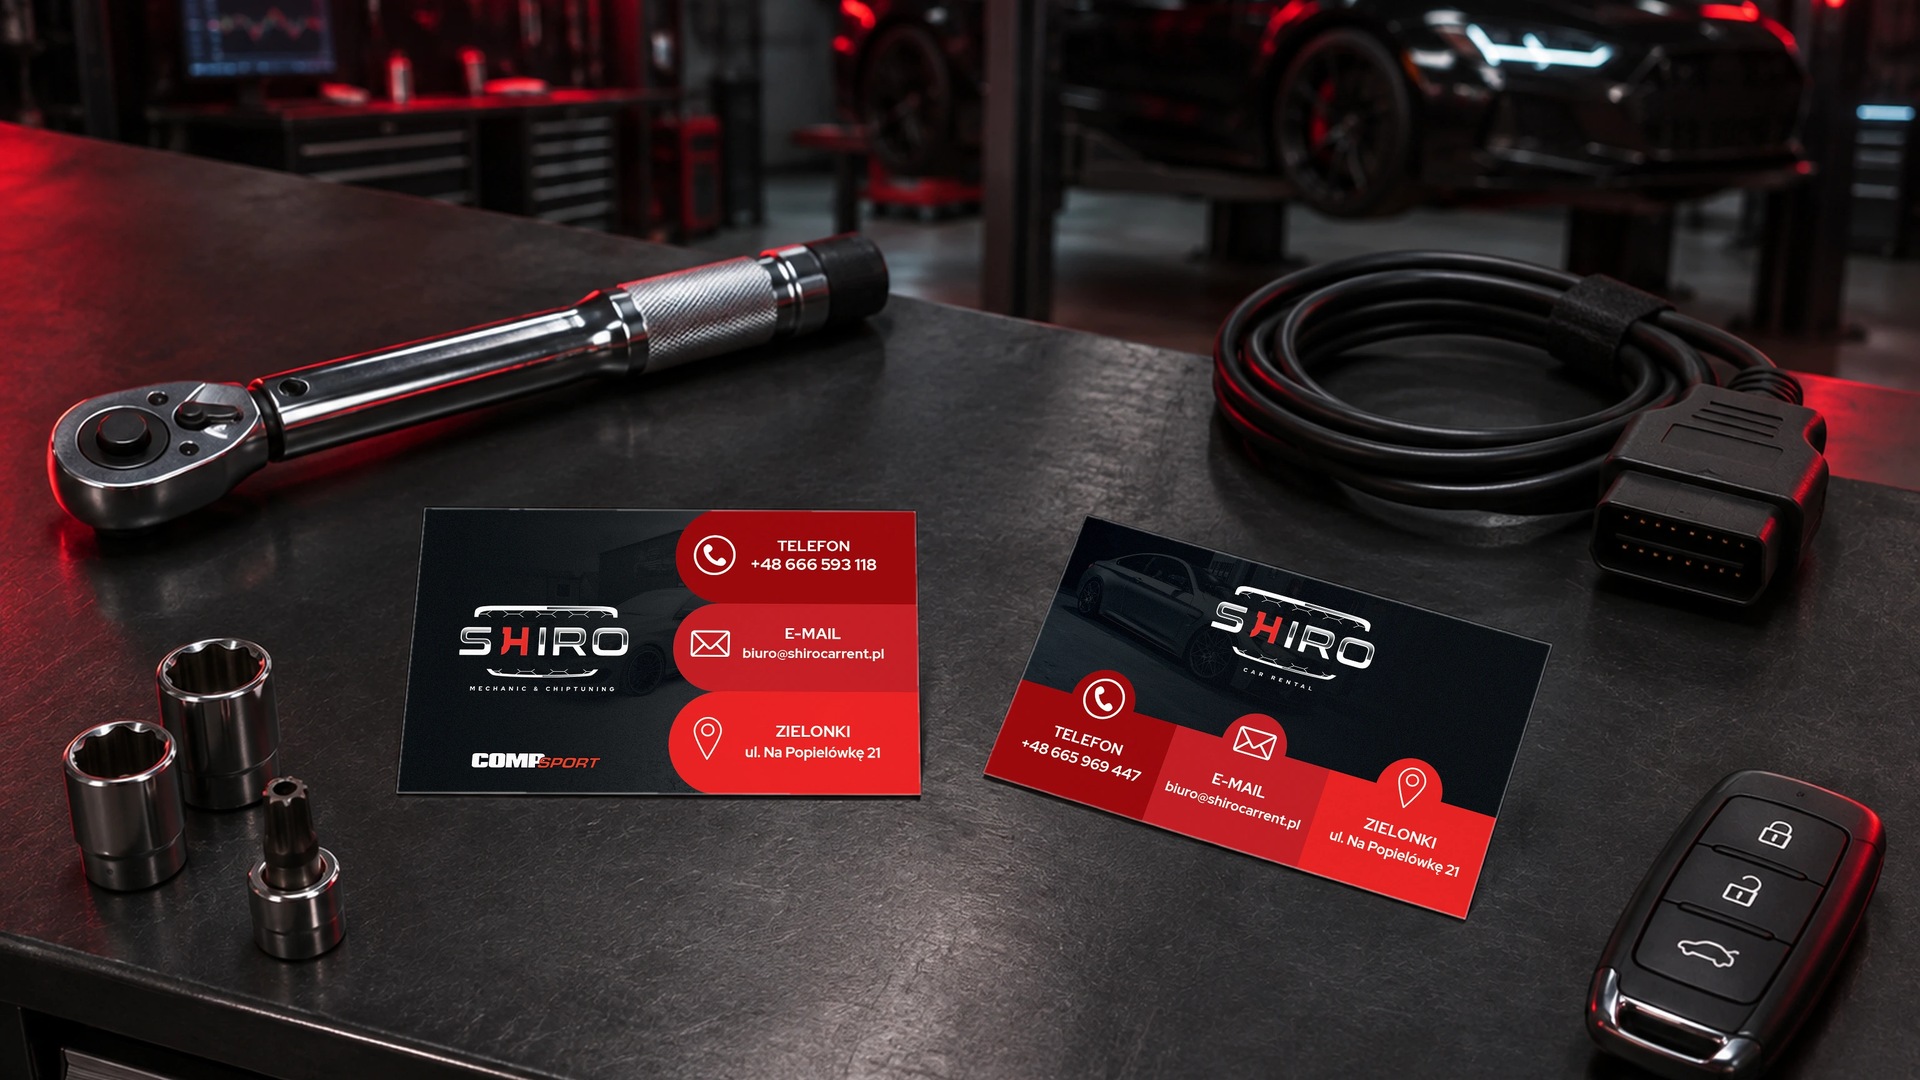 SHIRO
MECHANIC & CHIPTUNING
COMPSPORT
TELEFON
+48 666 593 118
E-MAIL
biuro@shirocarrent.pl
ZIELONKI
ul. Na Popielówkę 21
SHIRO
CAR RENTAL
TELEFON
+48 665 969 447
E-MAIL
biuro@shirocarrent.pl
ZIELONKI
ul. Na Popielówkę 21